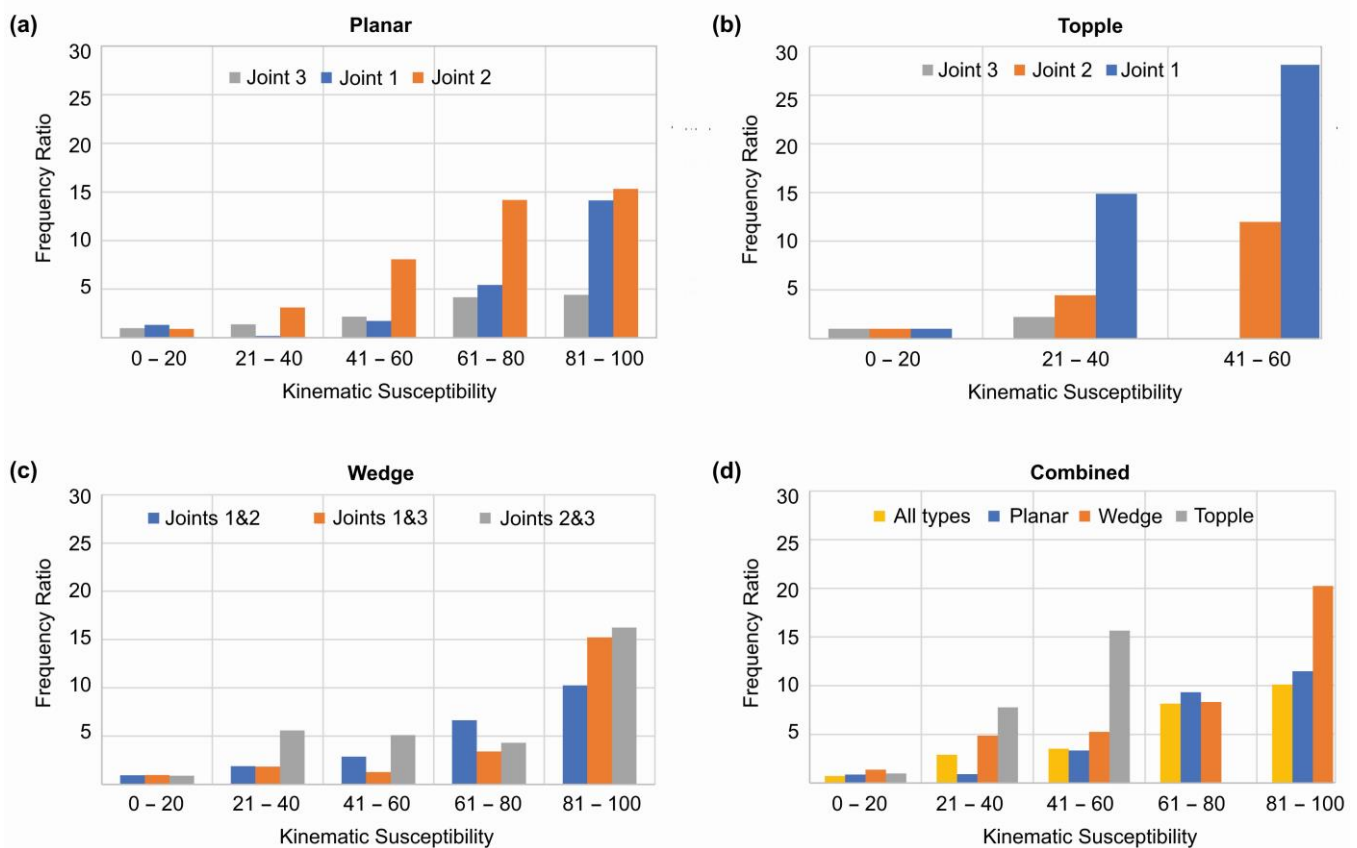 (a)
Planar
30
25
20
15
10
5
Frequency Ratio
Joint 3 Joint 1 Joint 2
0 – 20 21 – 40 41 – 60 61 – 80 81 – 100
Kinematic Susceptibility
(b)
Topple
30
25
20
15
10
5
Frequency Ratio
Joint 3 Joint 2 Joint 1
0 – 20 21 – 40 41 – 60
Kinematic Susceptibility
(c)
Wedge
30
25
20
15
10
5
Frequency Ratio
Joints 1&2 Joints 1&3 Joints 2&3
0 – 20 21 – 40 41 – 60 61 – 80 81 – 100
Kinematic Susceptibility
(d)
Combined
30
25
20
15
10
5
Frequency Ratio
All types Planar Wedge Topple
0 – 20 21 – 40 41 – 60 61 – 80 81 – 100
Kinematic Susceptibility